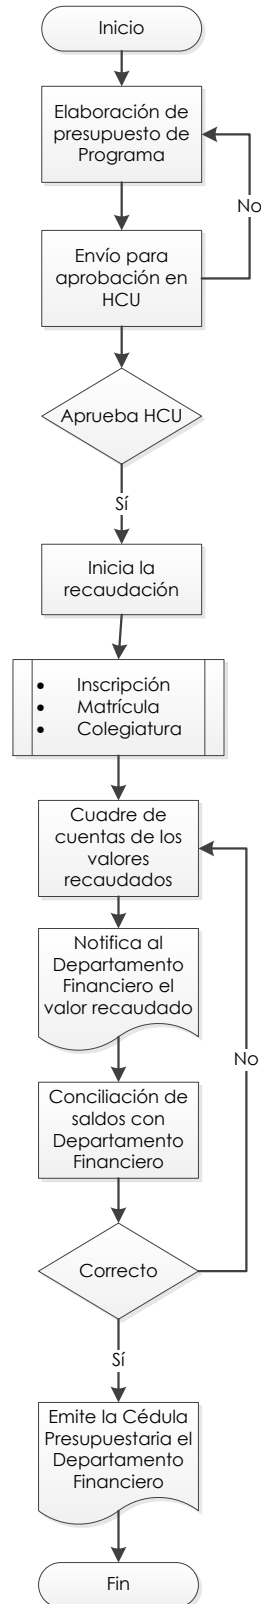 Inicio
Elaboración de
presupuesto de
Programa
No
Envío para
aprobación en
HCU
Aprueba HCU
Sí
Inicia la
recaudación
• Inscripción
• Matrícula
• Colegiatura
Cuadre de
cuentas de los
valores
recaudados
Notifica al
Departamento
Financiero el
valor recaudado
No
Conciliación de
saldos con
Departamento
Financiero
Correcto
Sí
Emite la Cédula
Presupuestaria el
Departamento
Financiero
Fin